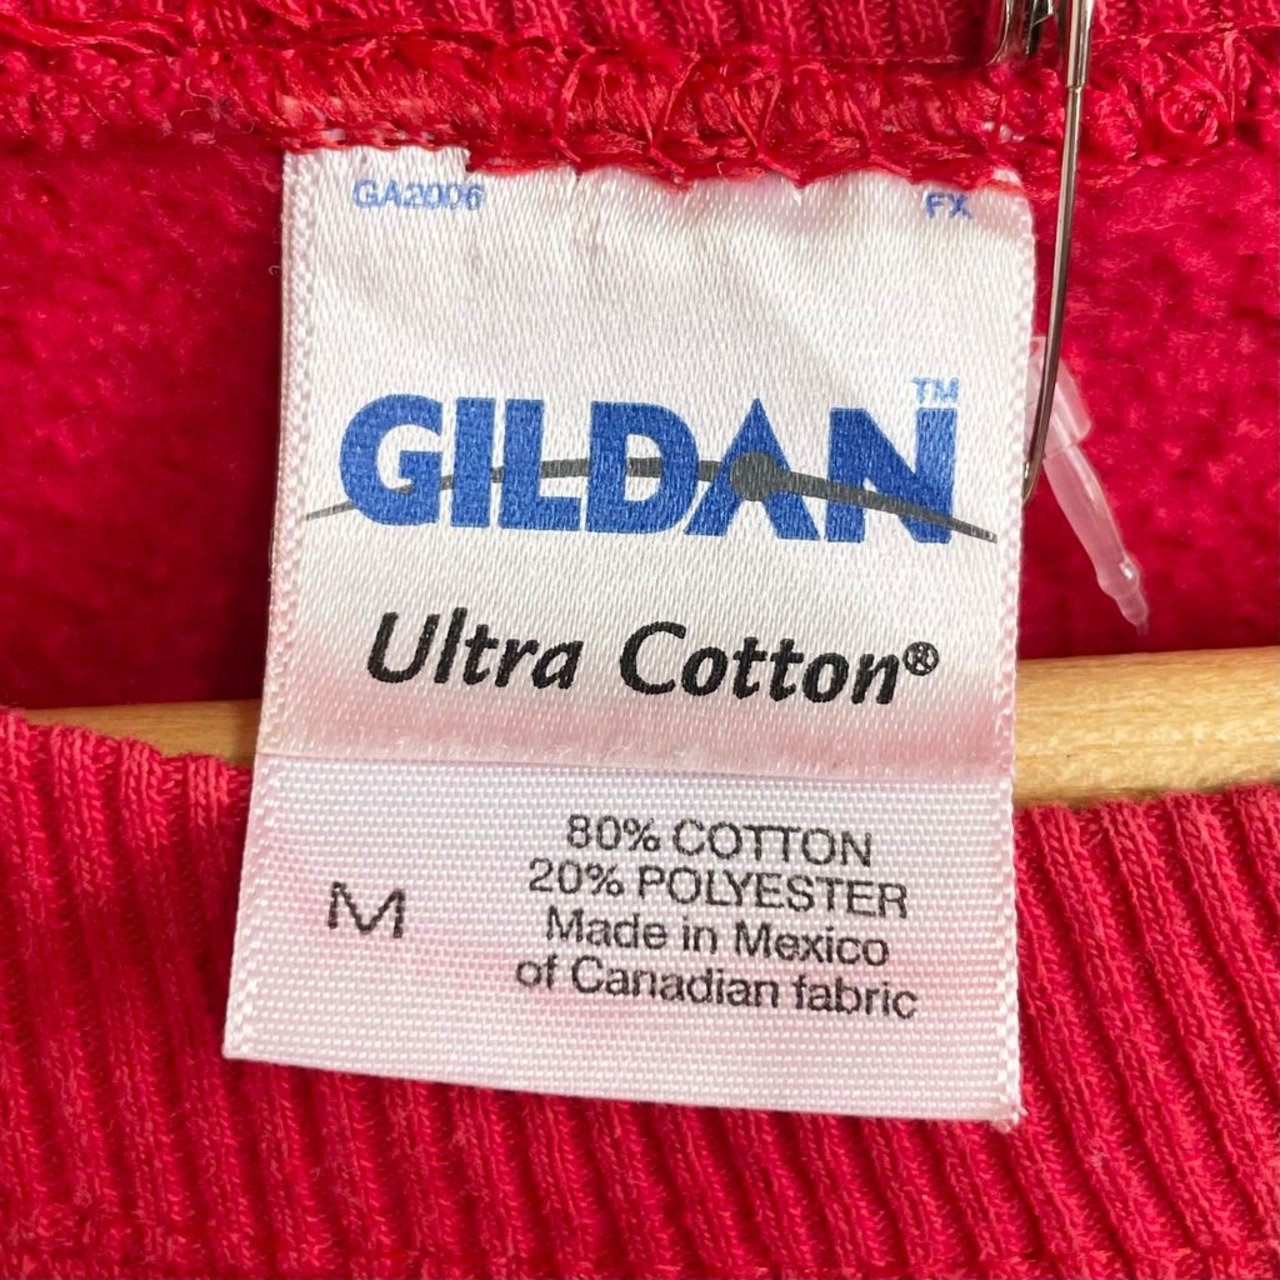 GA2006 FX
GILDAN™
Ultra Cotton®
80% COTTON
20% POLYESTER
M
Made in Mexico
of Canadian fabric